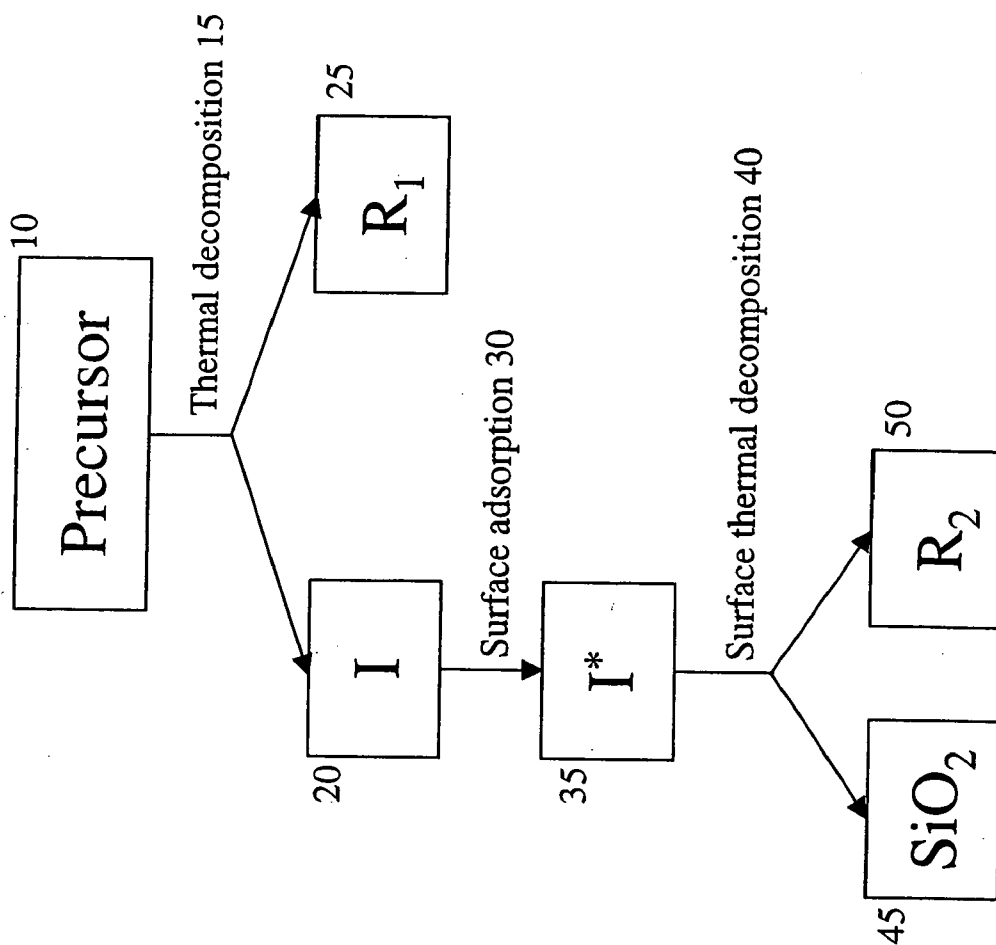 10
Precursor
Thermal decomposition 15
20
I
25
R1
Surface adsorption 30
35
I*
Surface thermal decomposition 40
45
SiO2
50
R2